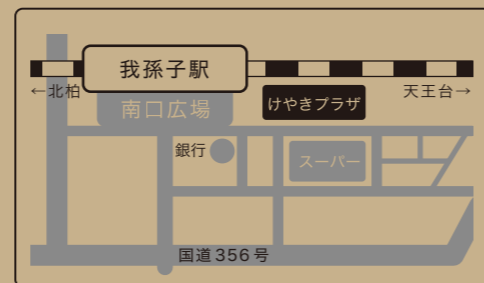 我孫子駅
←北柏
天王台→
南口広場
けやきプラザ
銀行
スーパー
国道356号